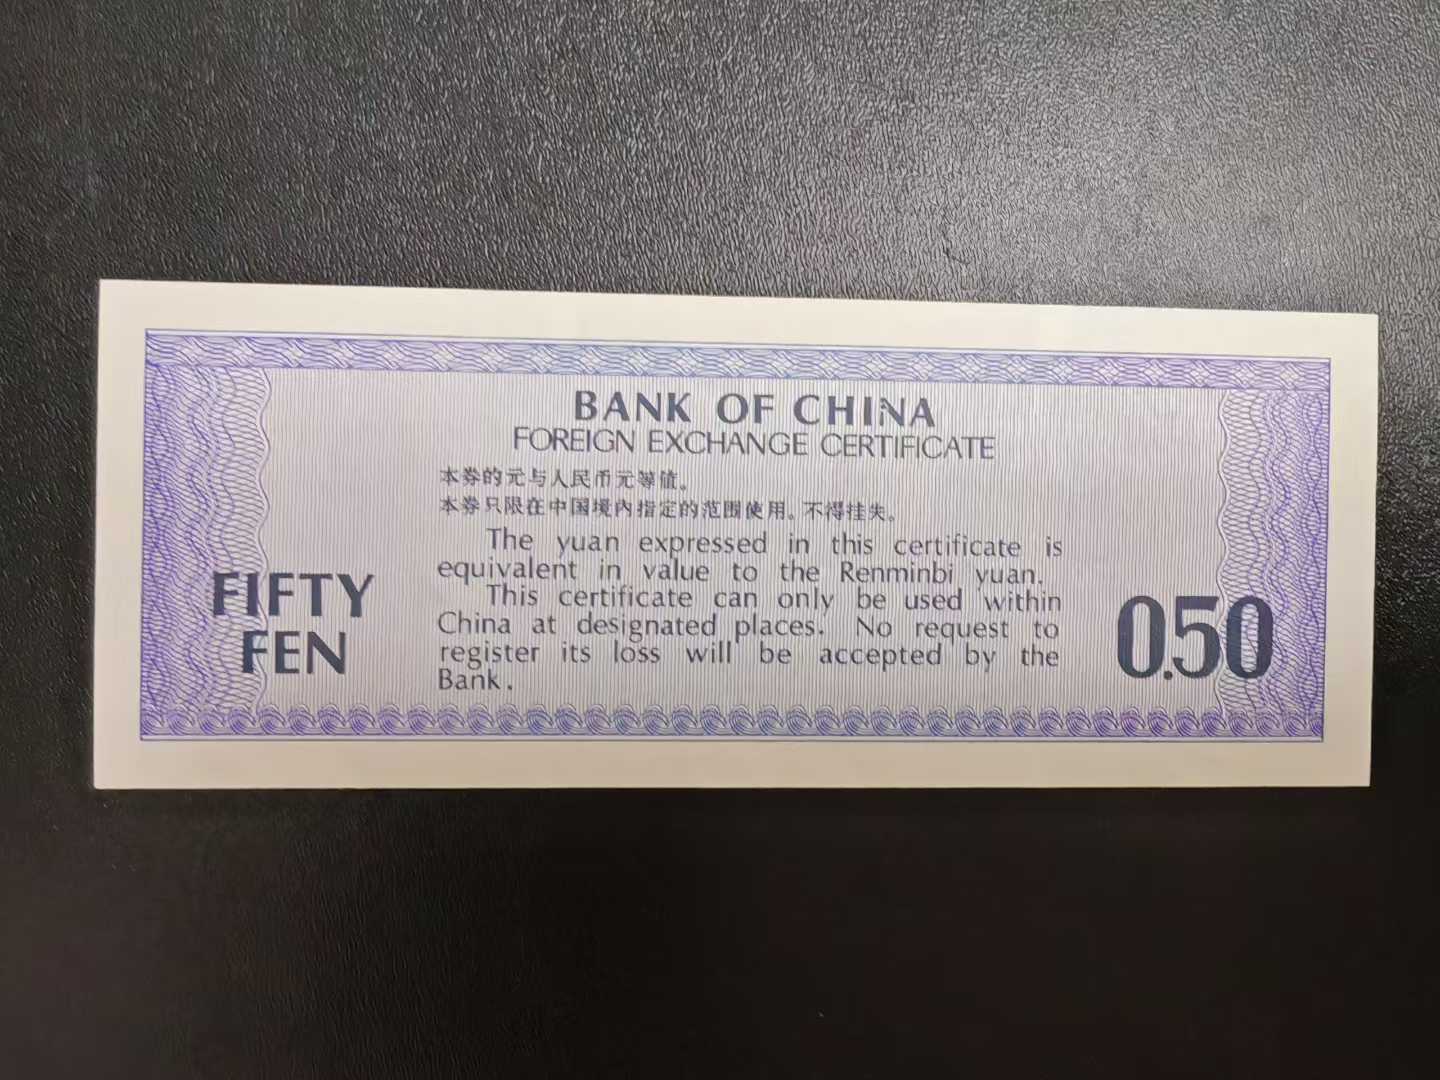 BANK OF CHINA
FOREIGN EXCHANGE CERTIFICATE
本券的元与人民币元等值。
本券只限在中国境内指定的范围使用。不得挂失。
The yuan expressed in this certificate is
equivalent in value to the Renminbi yuan.
This certificate can only be used within
China at designated places. No request to
register its loss will be accepted by the
Bank.
FIFTY
FEN
0.50